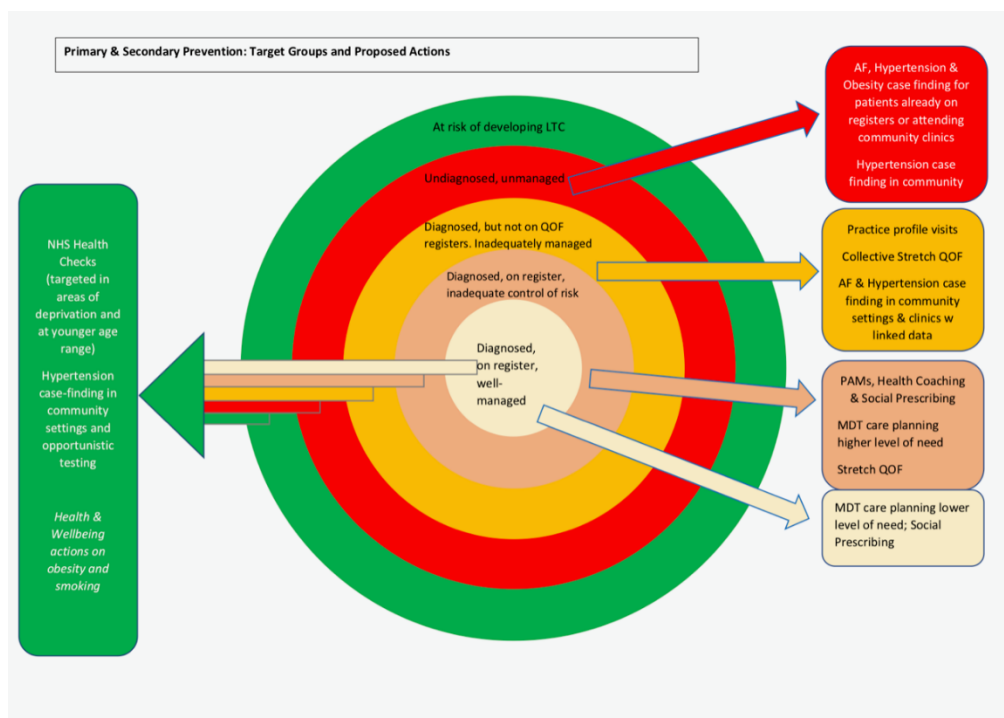 Primary & Secondary Prevention: Target Groups and Proposed Actions
At risk of developing LTC
Undiagnosed, unmanaged
Diagnosed, but not on QOF
registers. Inadequately managed
Diagnosed, on register,
inadequate control of risk
Diagnosed,
on register,
well-
managed
NHS Health
Checks
(targeted in
areas of
deprivation and
at younger age
range)
Hypertension
case-finding in
community
settings and
opportunistic
testing
Health &
Wellbeing
actions on
obesity and
smoking
AF, Hypertension &
Obesity case finding for
patients already on
registers or attending
community clinics
Hypertension case
finding in community
Practice profile visits
Collective Stretch QOF
AF & Hypertension case
finding in community
settings & clinics w
linked data
PAMs, Health Coaching
& Social Prescribing
MDT care planning
higher level of need
Stretch QOF
MDT care planning lower
level of need; Social
Prescribing